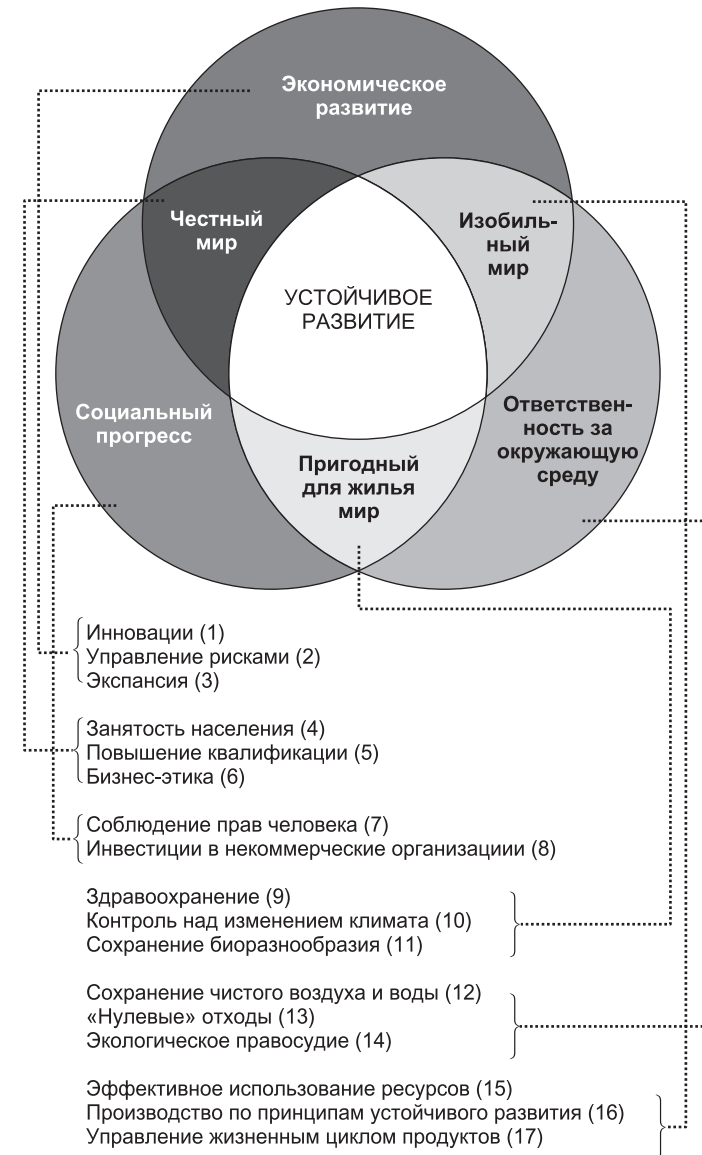 Экономическое
развитие
Честный
мир
Изобиль-
ный
мир
УСТОЙЧИВОЕ
РАЗВИТИЕ
Социальный
прогресс
Ответствен-
ность за
окружающую
среду
Пригодный
для жилья
мир
Инновации (1)
Управление рисками (2)
Экспансия (3)
Занятость населения (4)
Повышение квалификации (5)
Бизнес-этика (6)
Соблюдение прав человека (7)
Инвестиции в некоммерческие организациии (8)
Здравоохранение (9)
Контроль над изменением климата (10)
Сохранение биоразнообразия (11)
Сохранение чистого воздуха и воды (12)
«Нулевые» отходы (13)
Экологическое правосудие (14)
Эффективное использование ресурсов (15)
Производство по принципам устойчивого развития (16)
Управление жизненным циклом продуктов (17)